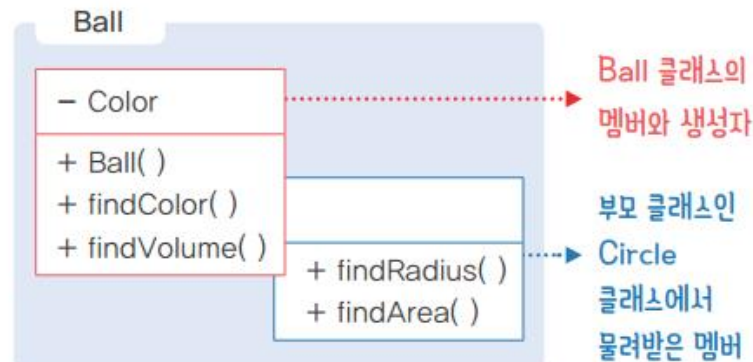 Ball
– Color
+ Ball( )
+ findColor( )
+ findVolume( )
+ findRadius( )
+ findArea( )
Ball 클래스의
멤버와 생성자
부모 클래스인
Circle
클래스에서
물려받은 멤버